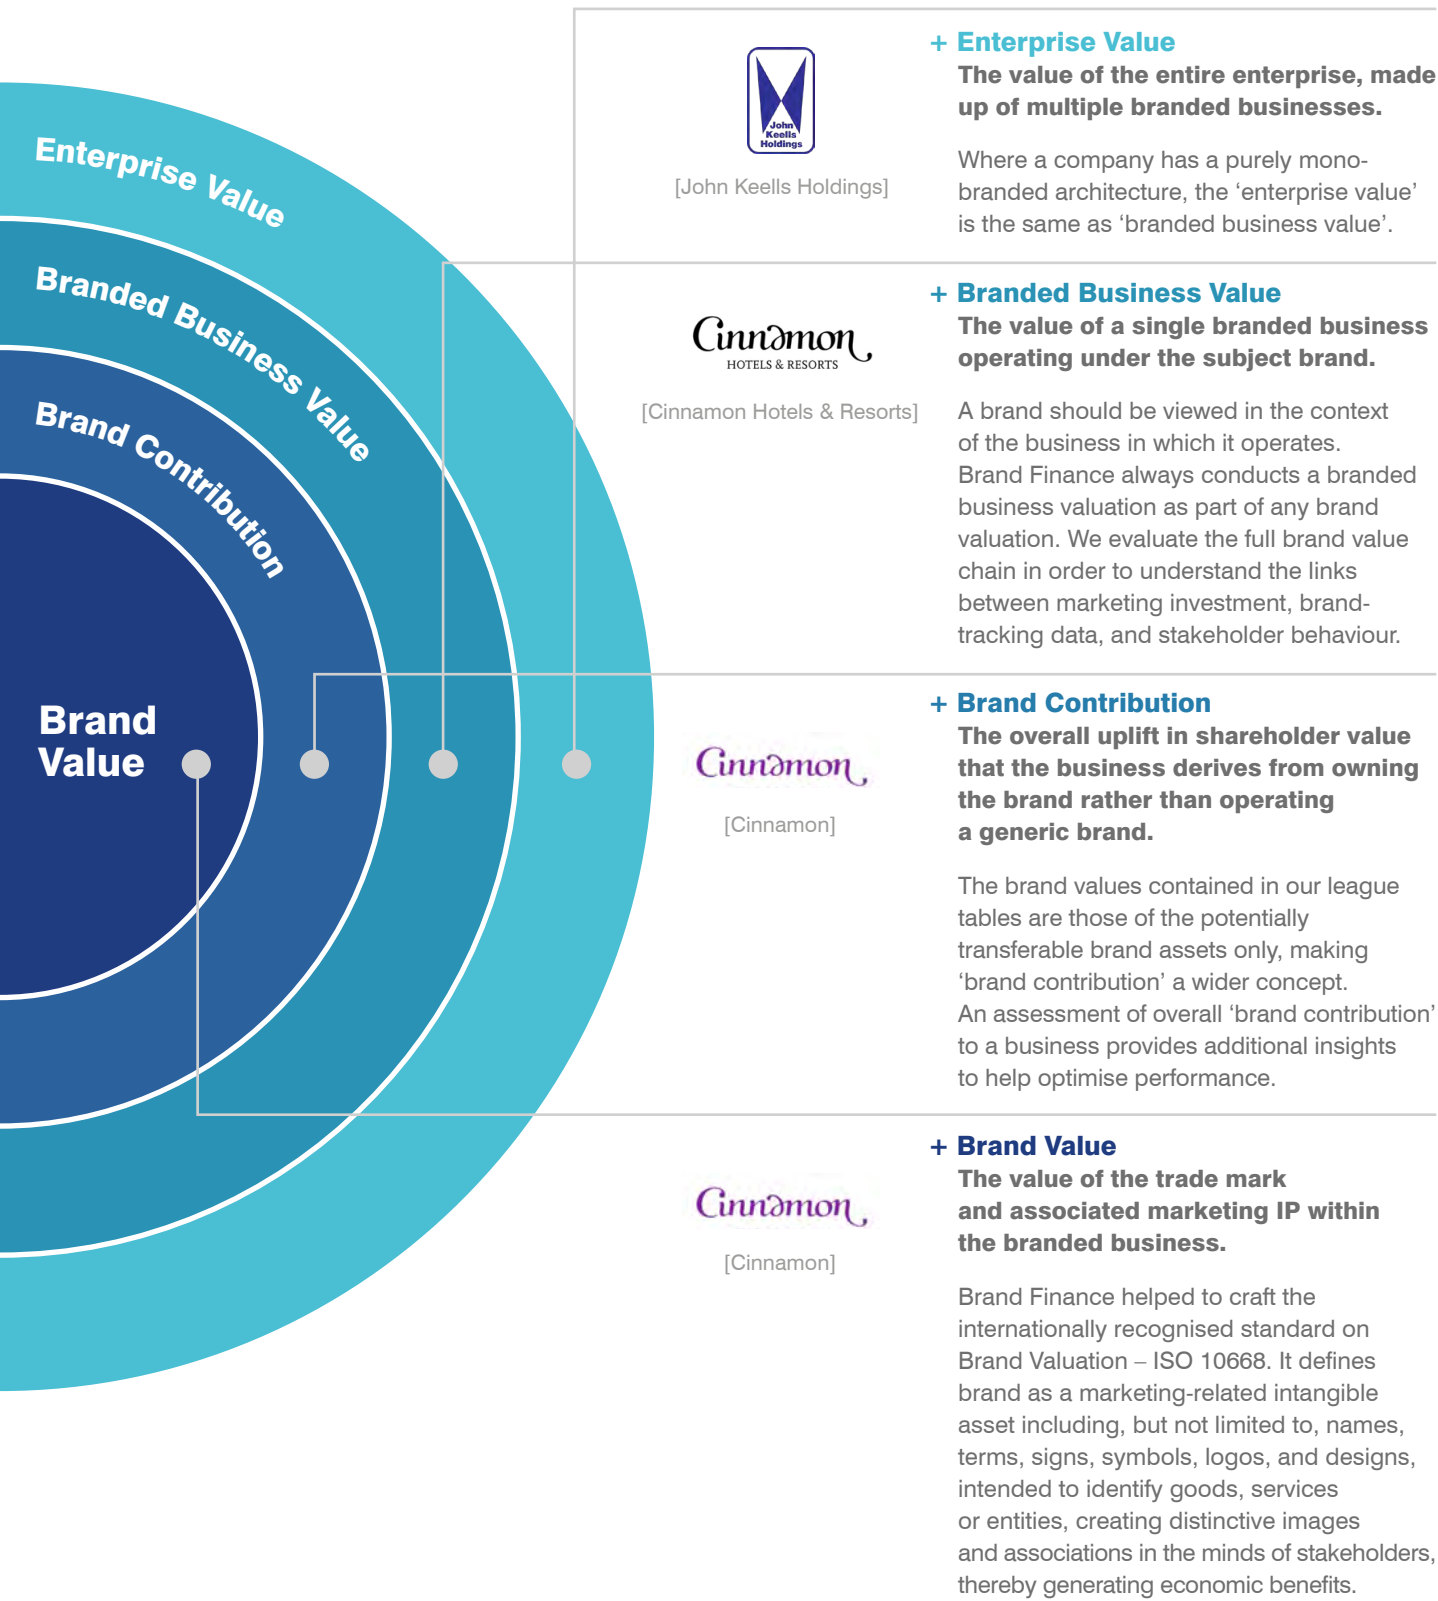 Enterprise Value
Branded Business Value
Brand Contribution
Brand
Value
John
Keells
Holdings
[John Keells Holdings]
+ Enterprise Value
The value of the entire enterprise, made
up of multiple branded businesses.
Where a company has a purely mono-
branded architecture, the ‘enterprise value’
is the same as ‘branded business value’.
Cinnamon
HOTELS & RESORTS
[Cinnamon Hotels & Resorts]
+ Branded Business Value
The value of a single branded business
operating under the subject brand.
A brand should be viewed in the context
of the business in which it operates.
Brand Finance always conducts a branded
business valuation as part of any brand
valuation. We evaluate the full brand value
chain in order to understand the links
between marketing investment, brand-
tracking data, and stakeholder behaviour.
Cinnamon
[Cinnamon]
+ Brand Contribution
The overall uplift in shareholder value
that the business derives from owning
the brand rather than operating
a generic brand.
The brand values contained in our league
tables are those of the potentially
transferable brand assets only, making
‘brand contribution’ a wider concept.
An assessment of overall ‘brand contribution’
to a business provides additional insights
to help optimise performance.
Cinnamon
[Cinnamon]
+ Brand Value
The value of the trade mark
and associated marketing IP within
the branded business.
Brand Finance helped to craft the
internationally recognised standard on
Brand Valuation – ISO 10668. It defines
brand as a marketing-related intangible
asset including, but not limited to, names,
terms, signs, symbols, logos, and designs,
intended to identify goods, services
or entities, creating distinctive images
and associations in the minds of stakeholders,
thereby generating economic benefits.